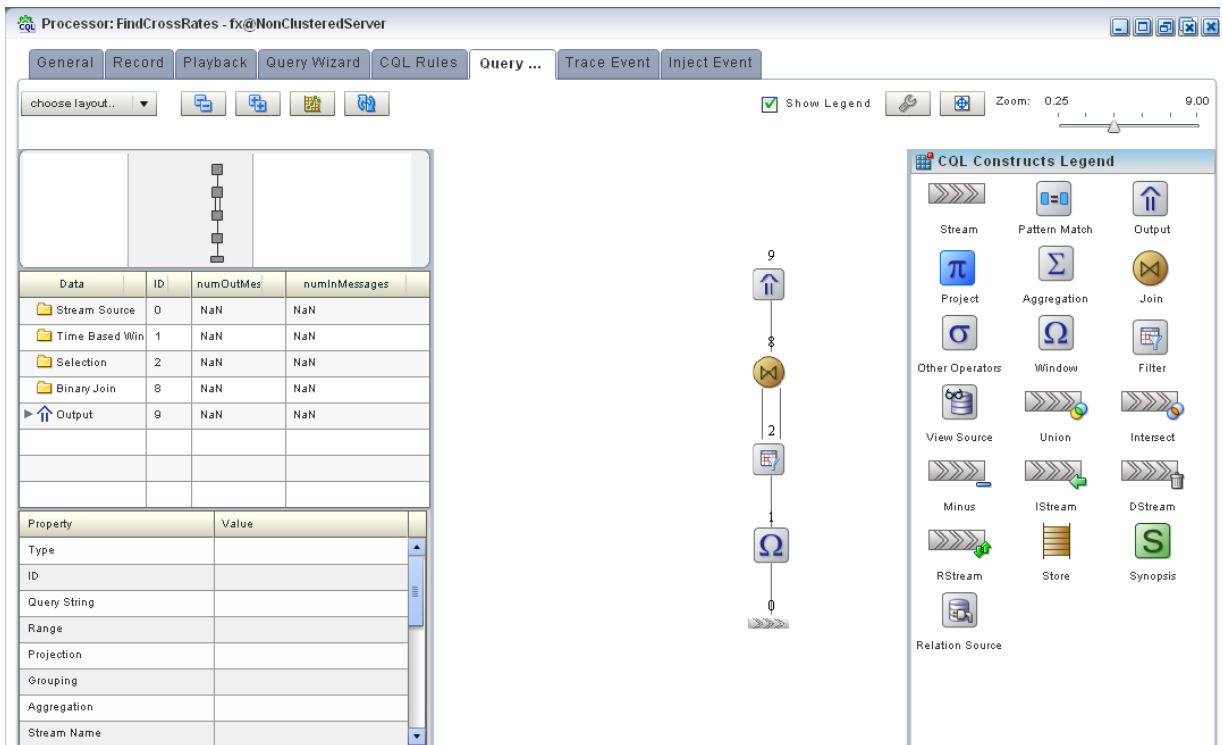 CQL Processor: FindCrossRates - fx@NonClusteredServer
General Record Playback Query Wizard CQL Rules Query ... Trace Event Inject Event
choose layout.. Show Legend Zoom: 0.25 9.00
Data ID numOutMes numInMessages
Stream Source 0 NaN NaN
Time Based Win 1 NaN NaN
Selection 2 NaN NaN
Binary Join 8 NaN NaN
Output 9 NaN NaN
Property Value
Type
ID
Query String
Range
Projection
Grouping
Aggregation
Stream Name
9
8
2
1
0
CQL Constructs Legend
Stream Pattern Match Output
π Σ
Project Aggregation Join
σ Ω
Other Operators Window Filter
View Source Union Intersect
Minus IStream DStream
S
RStream Store Synopsis
Relation Source